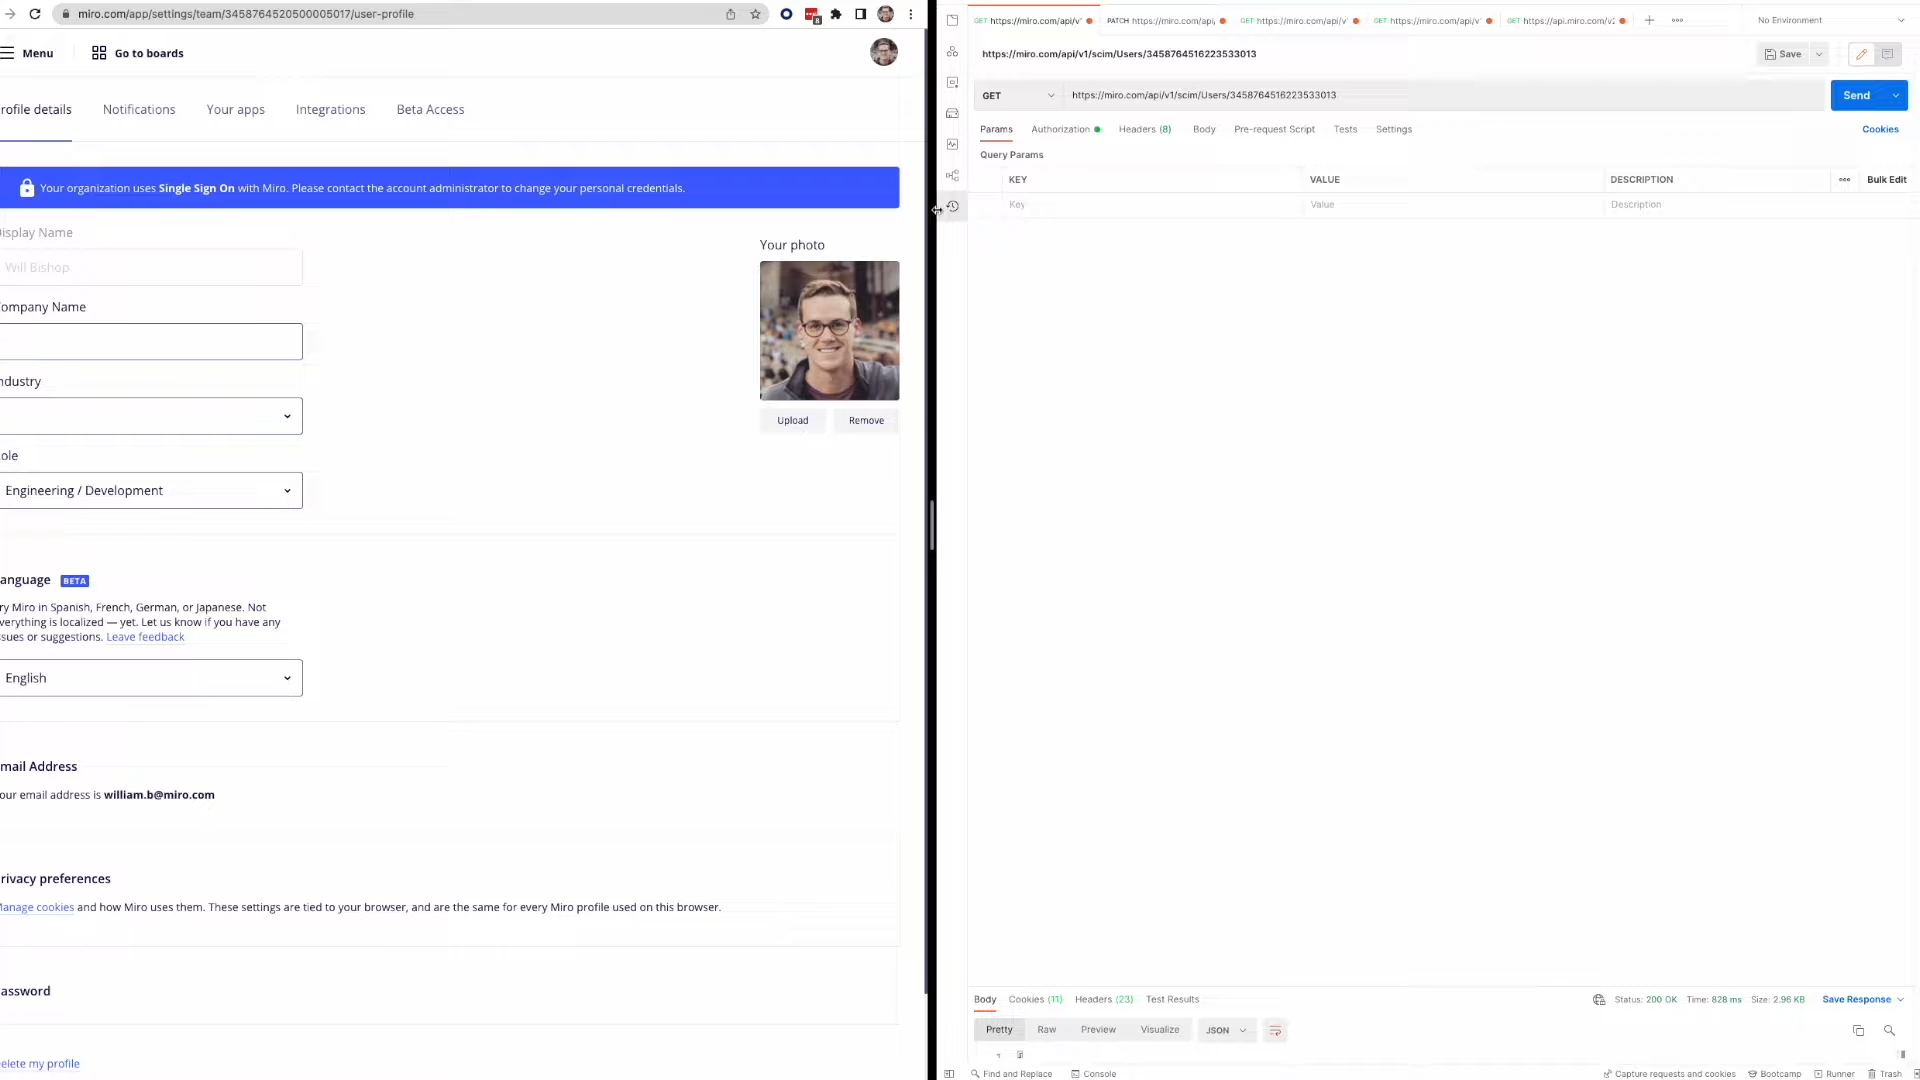 miro.com/app/settings/team/3458764520500005017/user-profile
8
Menu
Go to boards
rofile details
Notifications
Your apps
Integrations
Beta Access
Your organization uses Single Sign On with Miro. Please contact the account administrator to change your personal credentials.
isplay Name
Will Bishop
ompany Name
ndustry
ole
Engineering / Development
Your photo
Upload
Remove
anguage BETA
ry Miro in Spanish, French, German, or Japanese. Not
verything is localized — yet. Let us know if you have any
ssues or suggestions. Leave feedback
English
mail Address
our email address is william.b@miro.com
rivacy preferences
anage cookies and how Miro uses them. These settings are tied to your browser, and are the same for every Miro profile used on this browser.
assword
elete my profile
GET https://miro.com/api/v
PATCH https://miro.com/api,
GET https://miro.com/api/v
GET https://miro.com/api/v
GET https://api.miro.com/v2
No Environment
https://miro.com/api/v1/scim/Users/3458764516223533013
Save
GET
https://miro.com/api/v1/scim/Users/3458764516223533013
Send
Params
Authorization
Headers (8)
Body
Pre-request Script
Tests
Settings
Cookies
Query Params
KEY
VALUE
DESCRIPTION
Bulk Edit
Key
Value
Description
Body
Cookies (11)
Headers (23)
Test Results
Status: 200 OK
Time: 828 ms
Size: 2.96 KB
Save Response
Pretty
Raw
Preview
Visualize
JSON
Find and Replace
Console
Capture requests and cookies
Bootcamp
Runner
Trash